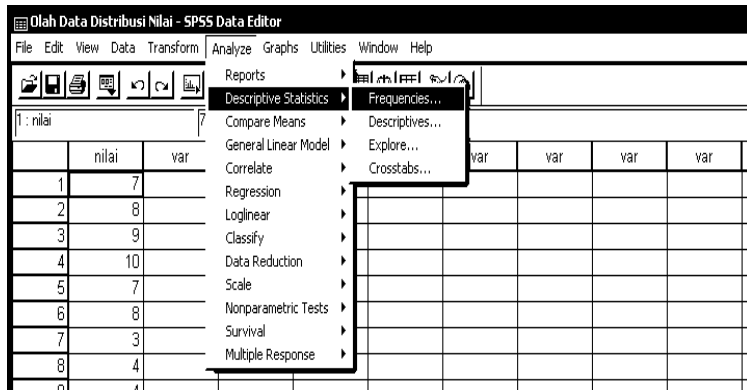 Olah Data Distribusi Nilai - SPSS Data Editor
File Edit View Data Transform Analyze Graphs Utilities Window Help
1 : nilai 7
Reports
Descriptive Statistics
Compare Means
General Linear Model
Correlate
Regression
Loglinear
Classify
Data Reduction
Scale
Nonparametric Tests
Survival
Multiple Response
Frequencies...
Descriptives...
Explore...
Crosstabs...
nilai var var var var var
1 7
2 8
3 9
4 10
5 7
6 8
7 3
8 4